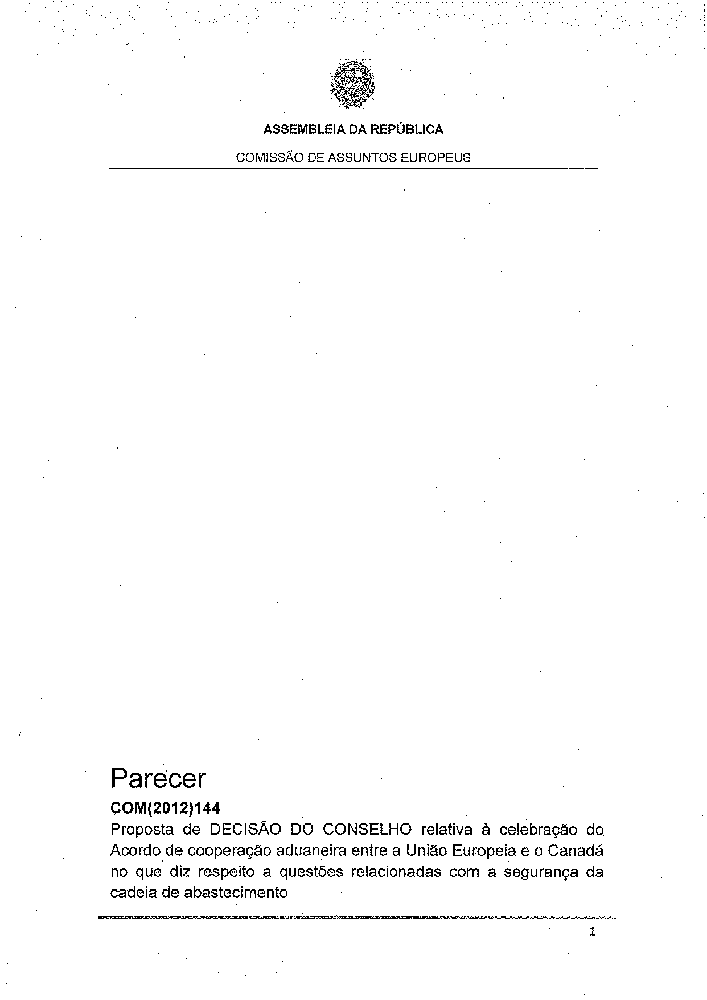 ASSEMBLEIA DA REPÚBLICA
COMISSÃO DE ASSUNTOS EUROPEUS
Parecer
COM(2012)144
Proposta de DECISÃO DO CONSELHO relativa à celebração do
Acordo de cooperação aduaneira entre a União Europeia e o Canadá
no que diz respeito a questões relacionadas com a segurança da
cadeia de abastecimento
1